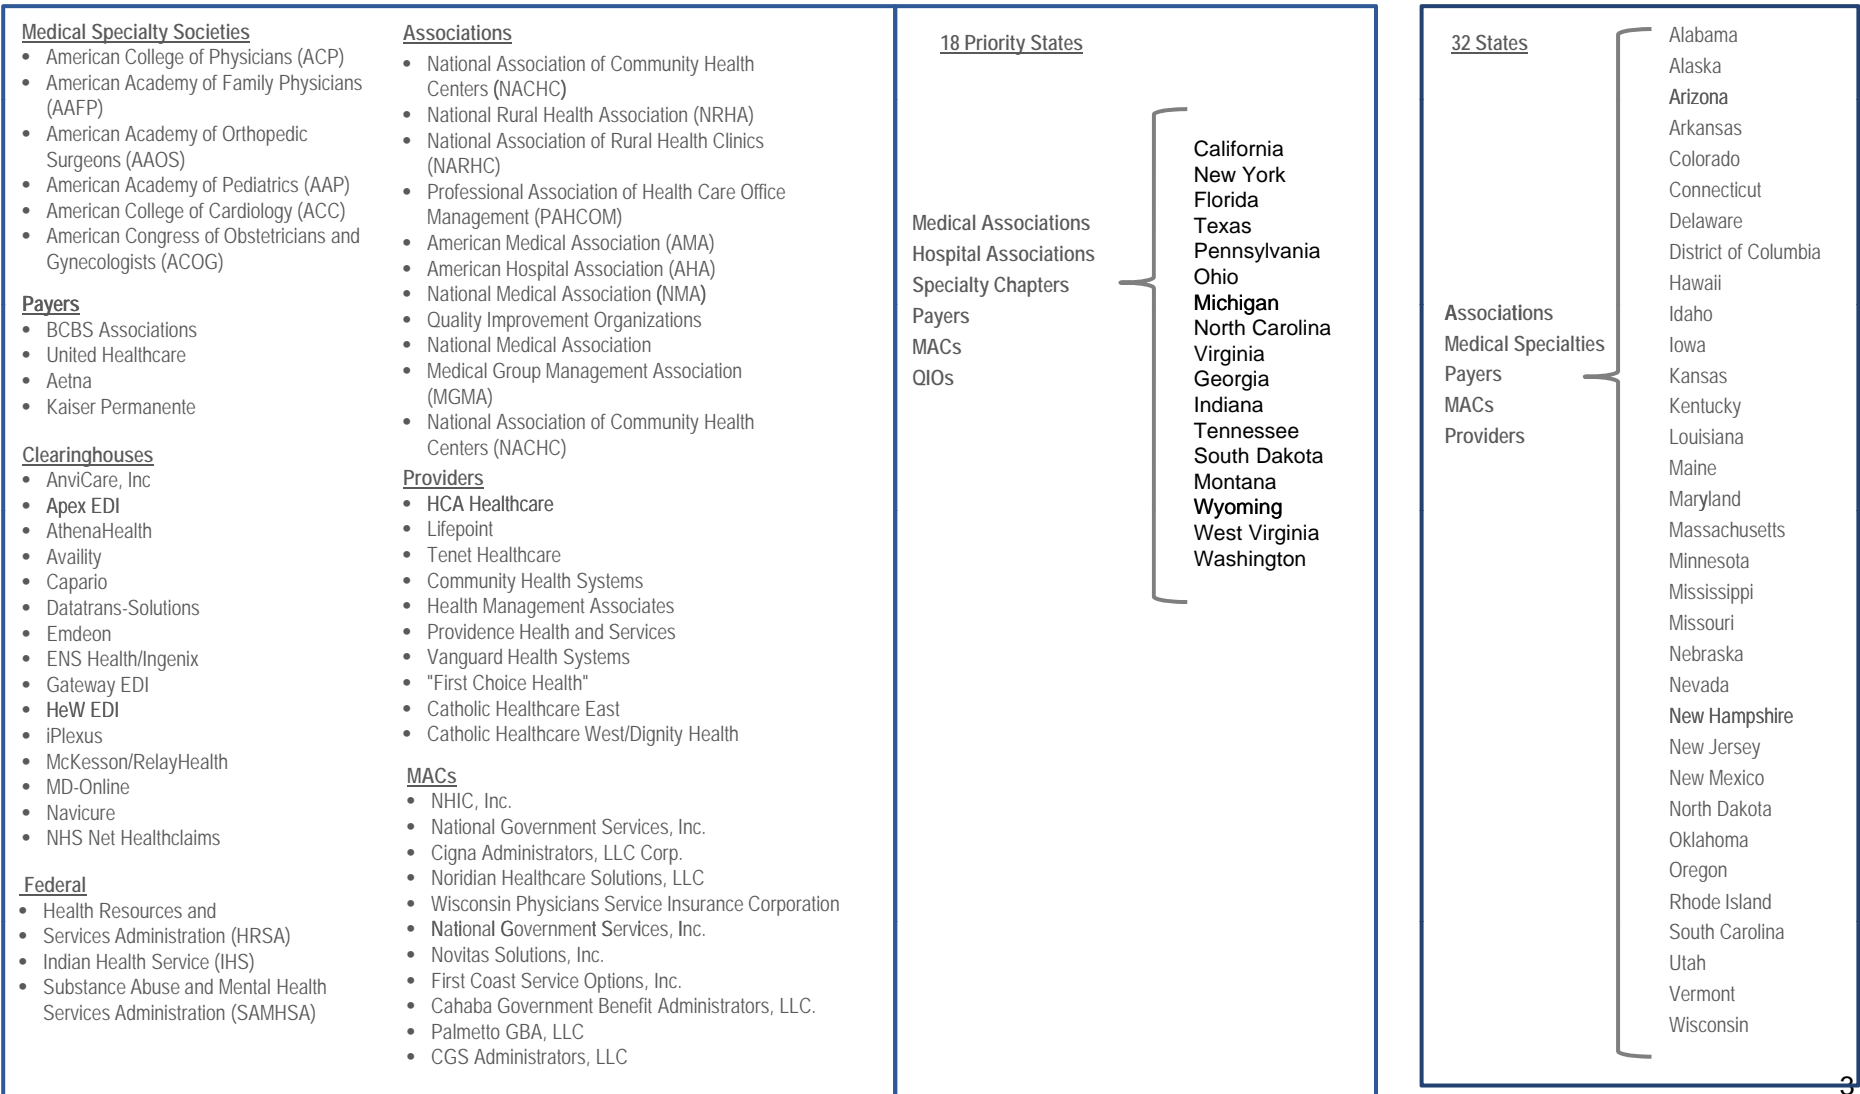 Medical Specialty Societies
• American College of Physicians (ACP)
• American Academy of Family Physicians
(AAFP)
• American Academy of Orthopedic
Surgeons (AAOS)
• American Academy of Pediatrics (AAP)
• American College of Cardiology (ACC)
• American Congress of Obstetricians and
Gynecologists (ACOG)
Payers
• BCBS Associations
• United Healthcare
• Aetna
• Kaiser Permanente
Clearinghouses
• AnviCare, Inc
• Apex EDI
• AthenaHealth
• Availity
• Capario
• Datatrans-Solutions
• Emdeon
• ENS Health/Ingenix
• Gateway EDI
• HeW EDI
• iPlexus
• McKesson/RelayHealth
• MD-Online
• Navicure
• NHS Net Healthclaims
Federal
• Health Resources and
• Services Administration (HRSA)
• Indian Health Service (IHS)
• Substance Abuse and Mental Health
Services Administration (SAMHSA)
Associations
• National Association of Community Health
Centers (NACHC)
• National Rural Health Association (NRHA)
• National Association of Rural Health Clinics
(NARHC)
• Professional Association of Health Care Office
Management (PAHCOM)
• American Medical Association (AMA)
• American Hospital Association (AHA)
• National Medical Association (NMA)
• Quality Improvement Organizations
• National Medical Association
• Medical Group Management Association
(MGMA)
• National Association of Community Health
Centers (NACHC)
Providers
• HCA Healthcare
• Lifepoint
• Tenet Healthcare
• Community Health Systems
• Health Management Associates
• Providence Health and Services
• Vanguard Health Systems
• "First Choice Health"
• Catholic Healthcare East
• Catholic Healthcare West/Dignity Health
MACs
• NHIC, Inc.
• National Government Services, Inc.
• Cigna Administrators, LLC Corp.
• Noridian Healthcare Solutions, LLC
• Wisconsin Physicians Service Insurance Corporation
• National Government Services, Inc.
• Novitas Solutions, Inc.
• First Coast Service Options, Inc.
• Cahaba Government Benefit Administrators, LLC.
• Palmetto GBA, LLC
• CGS Administrators, LLC
18 Priority States
Medical Associations
Hospital Associations
Specialty Chapters
Payers
MACs
QIOs
California
New York
Florida
Texas
Pennsylvania
Ohio
Michigan
North Carolina
Virginia
Georgia
Indiana
Tennessee
South Dakota
Montana
Wyoming
West Virginia
Washington
32 States
Associations
Medical Specialties
Payers
MACs
Providers
Alabama
Alaska
Arizona
Arkansas
Colorado
Connecticut
Delaware
District of Columbia
Hawaii
Idaho
Iowa
Kansas
Kentucky
Louisiana
Maine
Maryland
Massachusetts
Minnesota
Mississippi
Missouri
Nebraska
Nevada
New Hampshire
New Jersey
New Mexico
North Dakota
Oklahoma
Oregon
Rhode Island
South Carolina
Utah
Vermont
Wisconsin
3